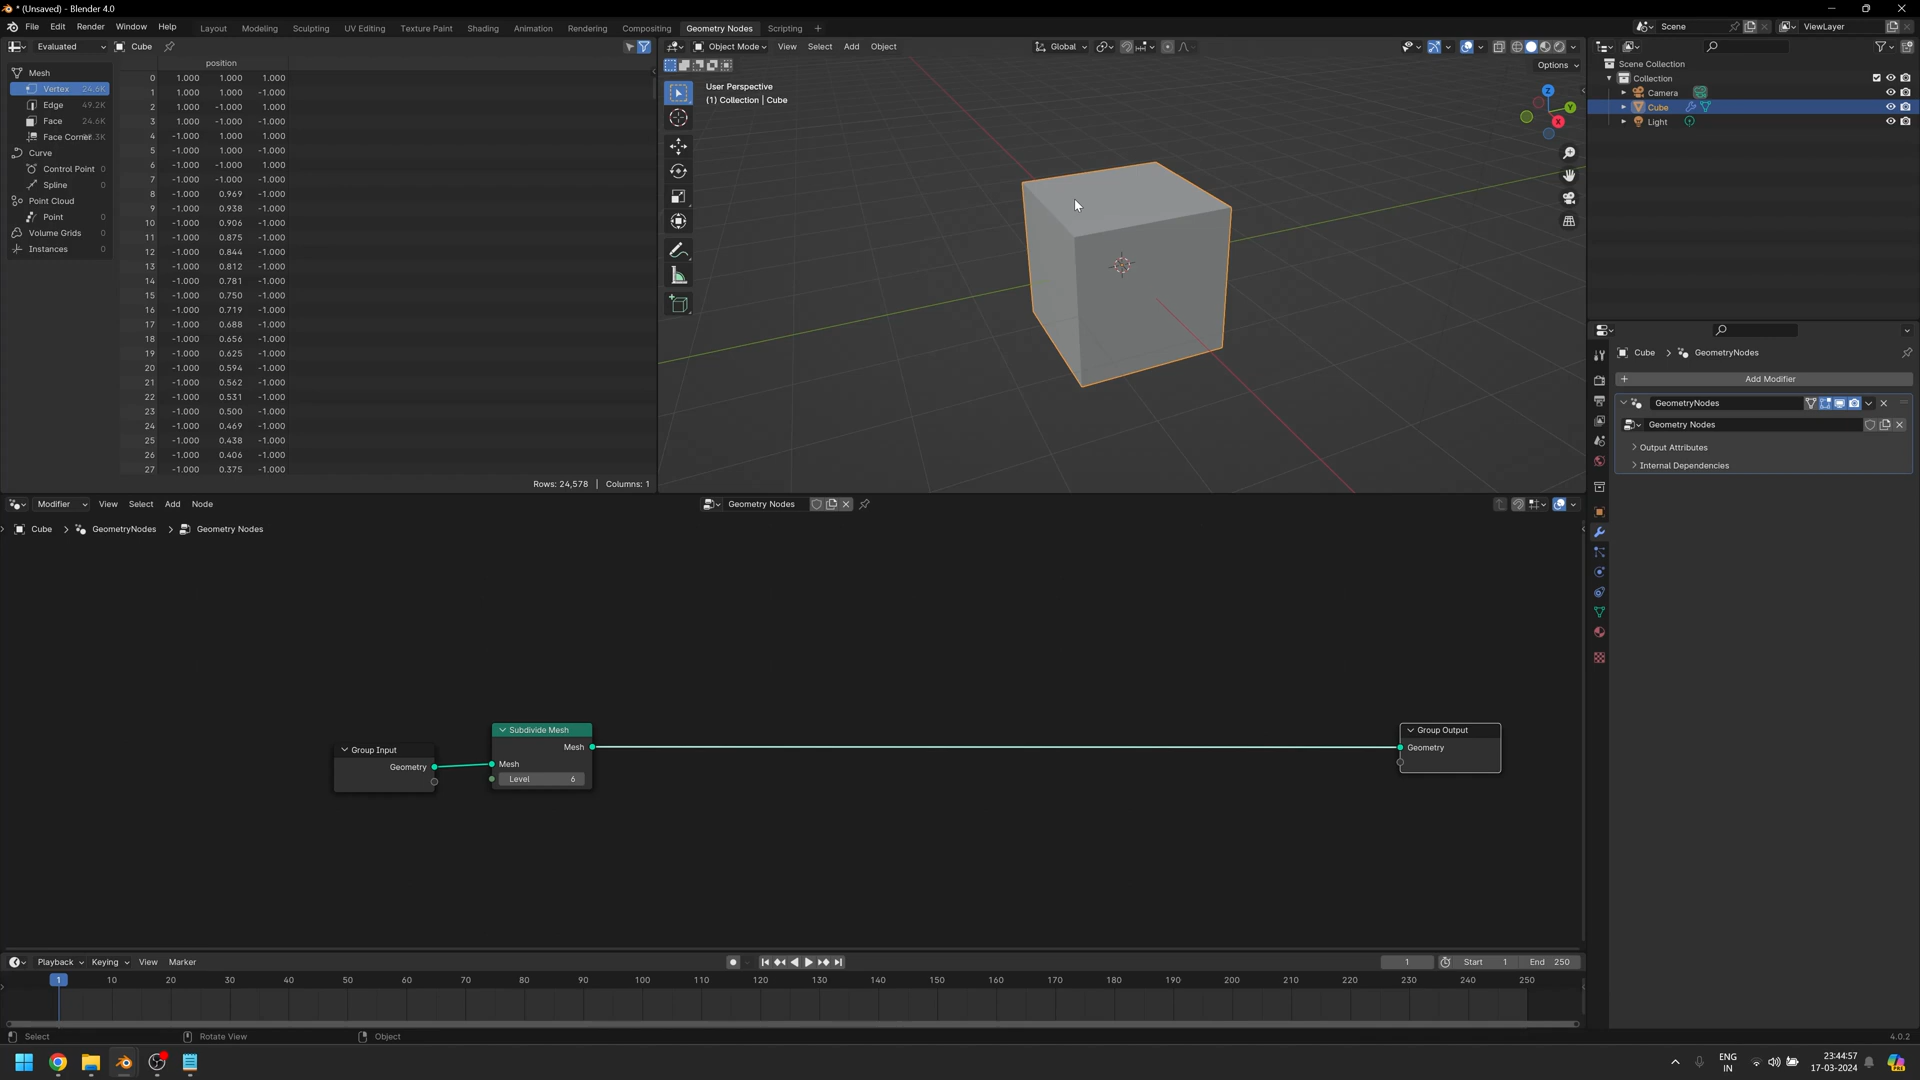 * (Unsaved) - Blender 4.0
File Edit Render Window Help Layout Modeling Sculpting UV Editing Texture Paint Shading Animation Rendering Compositing Geometry Nodes Scripting + Scene ViewLayer
Evaluated Cube
Object Mode View Select Add Object Global
Options
position
Mesh
Vertex 24.6K
Edge 49.2K
Face 24.6K
Face Corner
Curve
Control Point 0
Spline 0
Point Cloud
Point 0
Volume Grids 0
Instances 0
0 1.000 1.000 1.000
1 1.000 1.000 -1.000
2 1.000 -1.000 1.000
3 1.000 -1.000 -1.000
4 -1.000 1.000 1.000
5 -1.000 1.000 -1.000
6 -1.000 -1.000 1.000
7 -1.000 -1.000 -1.000
8 -1.000 0.969 -1.000
9 -1.000 0.938 -1.000
10 -1.000 0.906 -1.000
11 -1.000 0.875 -1.000
12 -1.000 0.844 -1.000
13 -1.000 0.812 -1.000
14 -1.000 0.781 -1.000
15 -1.000 0.750 -1.000
16 -1.000 0.719 -1.000
17 -1.000 0.688 -1.000
18 -1.000 0.656 -1.000
19 -1.000 0.625 -1.000
20 -1.000 0.594 -1.000
21 -1.000 0.562 -1.000
22 -1.000 0.531 -1.000
23 -1.000 0.500 -1.000
24 -1.000 0.469 -1.000
25 -1.000 0.438 -1.000
26 -1.000 0.406 -1.000
27 -1.000 0.375 -1.000
Rows: 24,578 | Columns: 1
User Perspective
(1) Collection | Cube
Z
Y
X
Scene Collection
Collection
Camera
Cube
Light
Cube > GeometryNodes
+ Add Modifier
GeometryNodes
Geometry Nodes
Output Attributes
Internal Dependencies
Modifier View Select Add Node Geometry Nodes
Cube > GeometryNodes > Geometry Nodes
Group Input
Geometry
Subdivide Mesh
Mesh
Mesh
Level 6
Group Output
Geometry
Playback Keying View Marker 1 Start 1 End 250
1 10 20 30 40 50 60 70 80 90 100 110 120 130 140 150 160 170 180 190 200 210 220 230 240 250
Select Rotate View Object 4.0.2
ENG
IN
23:44:57
17-03-2024
PRE